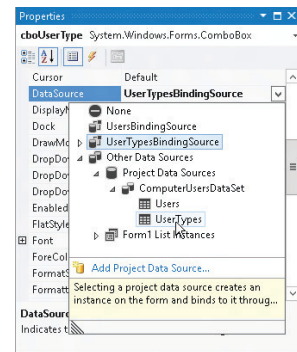 Properties
cboUserType System.Windows.Forms.ComboBox
Cursor Default
DataSource UserTypesBindingSource
DisplayM
None
Dock
UsersBindingSource
DrawMo
UserTypesBindingSource
DropDo
Other Data Sources
DropDo
Project Data Sources
DropDo
ComputerUsersDataSet
Enabled
Users
FlatStyle
UserTypes
Font
Form1 List Instances
ForeCol
FormatS
Add Project Data Source...
Formatt
Selecting a project data source creates an
instance on the form and binds to it throug...
DataSour
Indicates t